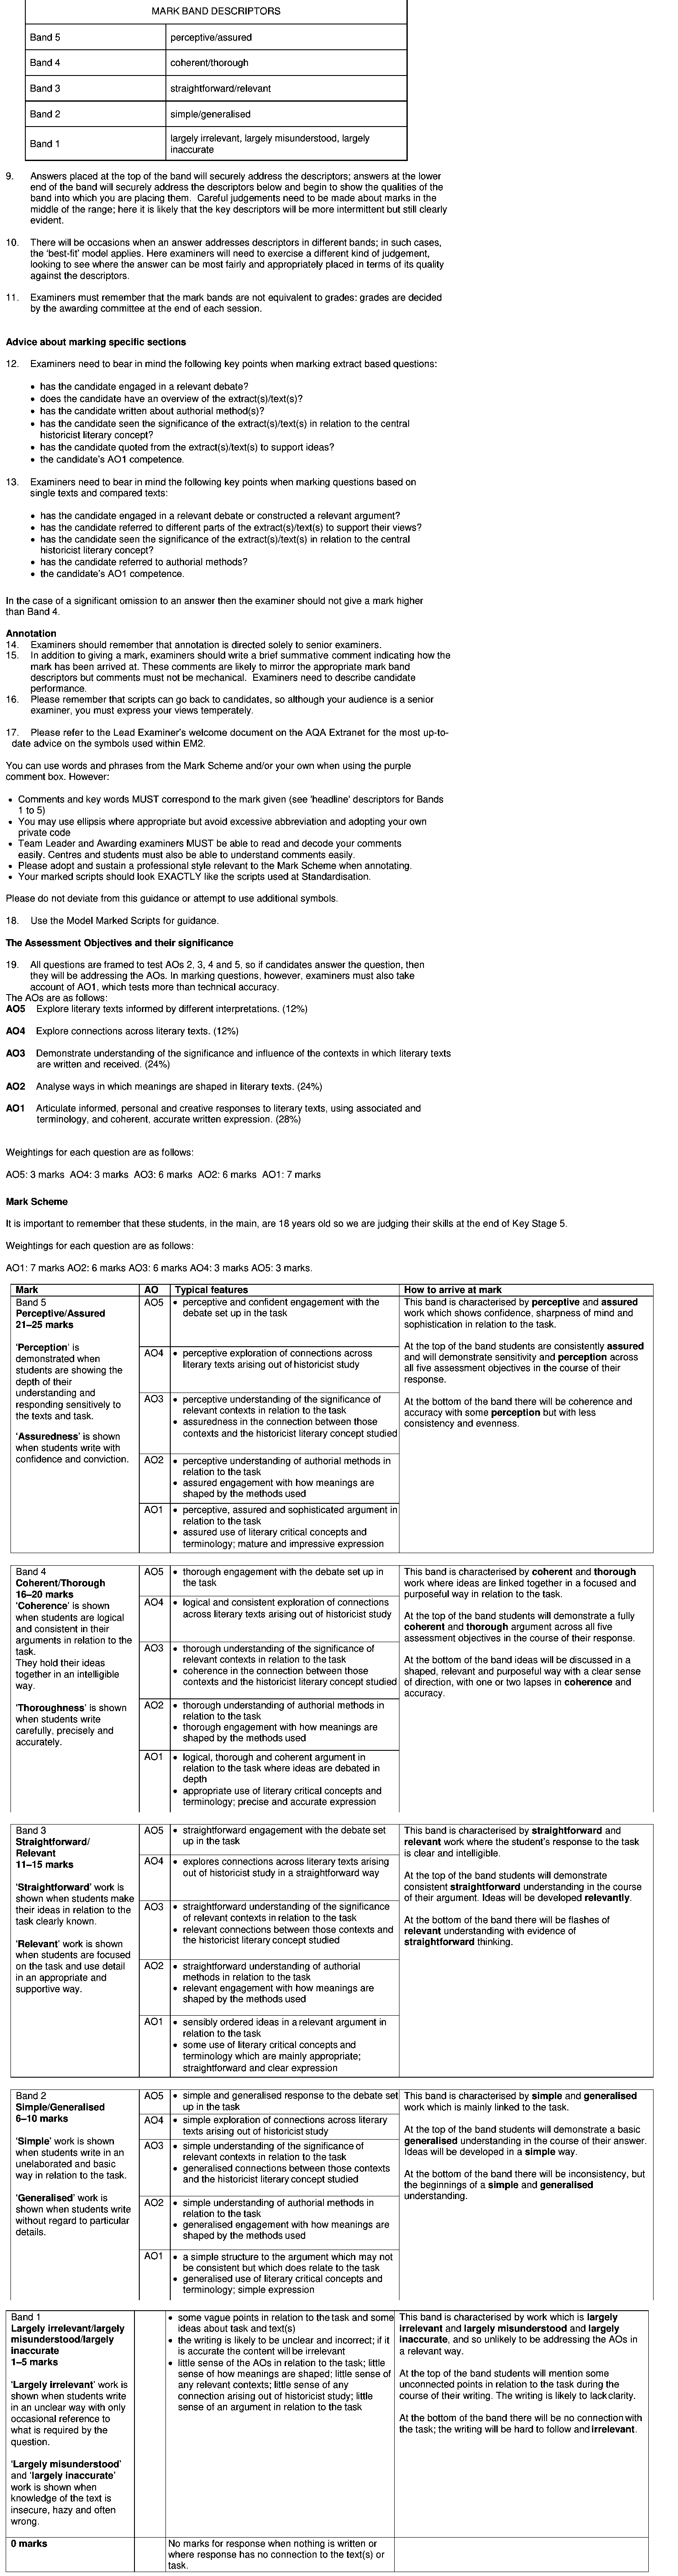 MARK BAND DESCRIPTORS
Band 5 perceptive/assured
Band 4 coherent/thorough
Band 3 straightforward/relevant
Band 2 simple/generalised
Band 1 largely irrelevant, largely misunderstood, largely
inaccurate
9. Answers placed at the top of the band will securely address the descriptors; answers at the lower
end of the band will securely address the descriptors below and begin to show the qualities of the
band into which you are placing them. Careful judgements need to be made about marks in the
middle of the range; here it is likely that the key descriptors will be more intermittent but still clearly
evident.
10. There will be occasions when an answer addresses descriptors in different bands; in such cases,
the 'best-fit' model applies. Here examiners will need to exercise a different kind of judgement,
looking to see where the answer can be most fairly and appropriately placed in terms of its quality
against the descriptors.
11. Examiners must remember that the mark bands are not equivalent to grades: grades are decided
by the awarding committee at the end of each session.
Advice about marking specific sections
12. Examiners need to bear in mind the following key points when marking extract based questions:
• has the candidate engaged in a relevant debate?
• does the candidate have an overview of the extract(s)/text(s)?
• has the candidate written about authorial method(s)?
• has the candidate seen the significance of the extract(s)/text(s) in relation to the central
historicist literary concept?
• has the candidate quoted from the extract(s)/text(s) to support ideas?
• the candidate's AO1 competence.
13. Examiners need to bear in mind the following key points when marking questions based on
single texts and compared texts:
• has the candidate engaged in a relevant debate or constructed a relevant argument?
• has the candidate referred to different parts of the extract(s)/text(s) to support their views?
• has the candidate seen the significance of the extract(s)/text(s) in relation to the central
historicist literary concept?
• has the candidate referred to authorial methods?
• the candidate's AO1 competence.
In the case of a significant omission to an answer then the examiner should not give a mark higher
than Band 4.
Annotation
14. Examiners should remember that annotation is directed solely to senior examiners.
15. In addition to giving a mark, examiners should write a brief summative comment indicating how the
mark has been arrived at. These comments are likely to mirror the appropriate mark band
descriptors but comments must not be mechanical. Examiners need to describe candidate
performance.
16. Please remember that scripts can go back to candidates, so although your audience is a senior
examiner, you must express your views temperately.
17. Please refer to the Lead Examiner's welcome document on the AQA Extranet for the most up-to-
date advice on the symbols used within EM2.
You can use words and phrases from the Mark Scheme and/or your own when using the purple
comment box. However:
• Comments and key words MUST correspond to the mark given (see 'headline' descriptors for Bands
1 to 5)
• You may use ellipsis where appropriate but avoid excessive abbreviation and adopting your own
private code
• Team Leader and Awarding examiners MUST be able to read and decode your comments
easily. Centres and students must also be able to understand comments easily.
• Please adopt and sustain a professional style relevant to the Mark Scheme when annotating.
• Your marked scripts should look EXACTLY like the scripts used at Standardisation.
Please do not deviate from this guidance or attempt to use additional symbols.
18. Use the Model Marked Scripts for guidance.
The Assessment Objectives and their significance
19. All questions are framed to test AOs 2, 3, 4 and 5, so if candidates answer the question, then
they will be addressing the AOs. In marking questions, however, examiners must also take
account of AO1, which tests more than technical accuracy.
The AOs are as follows:
AO5 Explore literary texts informed by different interpretations. (12%)
AO4 Explore connections across literary texts. (12%)
AO3 Demonstrate understanding of the significance and influence of the contexts in which literary texts
are written and received. (24%)
AO2 Analyse ways in which meanings are shaped in literary texts. (24%)
AO1 Articulate informed, personal and creative responses to literary texts, using associated and
terminology, and coherent, accurate written expression. (28%)
Weightings for each question are as follows:
AO5: 3 marks AO4: 3 marks AO3: 6 marks AO2: 6 marks AO1: 7 marks
Mark Scheme
It is important to remember that these students, in the main, are 18 years old so we are judging their skills at the end of Key Stage 5.
Weightings for each question are as follows:
AO1: 7 marks AO2: 6 marks AO3: 6 marks AO4: 3 marks AO5: 3 marks.
Mark AO Typical features How to arrive at mark
Band 5
Perceptive/Assured
21–25 marks
'Perception' is
demonstrated when
students are showing the
depth of their
understanding and
responding sensitively to
the texts and task.
'Assuredness' is shown
when students write with
confidence and conviction.
AO5 • perceptive and confident engagement with the
debate set up in the task
AO4 • perceptive exploration of connections across
literary texts arising out of historicist study
AO3 • perceptive understanding of the significance of
relevant contexts in relation to the task
• assuredness in the connection between those
contexts and the historicist literary concept studied
AO2 • perceptive understanding of authorial methods in
relation to the task
• assured engagement with how meanings are
shaped by the methods used
AO1 • perceptive, assured and sophisticated argument in
relation to the task
• assured use of literary critical concepts and
terminology; mature and impressive expression
This band is characterised by perceptive and assured
work which shows confidence, sharpness of mind and
sophistication in relation to the task.
At the top of the band students are consistently assured
and will demonstrate sensitivity and perception across
all five assessment objectives in the course of their
response.
At the bottom of the band there will be coherence and
accuracy with some perception but with less
consistency and evenness.
Band 4
Coherent/Thorough
16–20 marks
'Coherence' is shown
when students are logical
and consistent in their
arguments in relation to the
task.
They hold their ideas
together in an intelligible
way.
'Thoroughness' is shown
when students write
carefully, precisely and
accurately.
AO5 • thorough engagement with the debate set up in
the task
AO4 • logical and consistent exploration of connections
across literary texts arising out of historicist study
AO3 • thorough understanding of the significance of
relevant contexts in relation to the task
• coherence in the connection between those
contexts and the historicist literary concept studied
AO2 • thorough understanding of authorial methods in
relation to the task
• thorough engagement with how meanings are
shaped by the methods used
AO1 • logical, thorough and coherent argument in
relation to the task where ideas are debated in
depth
• appropriate use of literary critical concepts and
terminology; precise and accurate expression
This band is characterised by coherent and thorough
work where ideas are linked together in a focused and
purposeful way in relation to the task.
At the top of the band students will demonstrate a fully
coherent and thorough argument across all five
assessment objectives in the course of their response.
At the bottom of the band ideas will be discussed in a
shaped, relevant and purposeful way with a clear sense
of direction, with one or two lapses in coherence and
accuracy.
Band 3
Straightforward/
Relevant
11–15 marks
'Straightforward' work is
shown when students make
their ideas in relation to the
task clearly known.
'Relevant' work is shown
when students are focused
on the task and use detail
in an appropriate and
supportive way.
AO5 • straightforward engagement with the debate set
up in the task
AO4 • explores connections across literary texts arising
out of historicist study in a straightforward way
AO3 • straightforward understanding of the significance
of relevant contexts in relation to the task
• relevant connections between those contexts and
the historicist literary concept studied
AO2 • straightforward understanding of authorial
methods in relation to the task
• relevant engagement with how meanings are
shaped by the methods used
AO1 • sensibly ordered ideas in a relevant argument in
relation to the task
• some use of literary critical concepts and
terminology which are mainly appropriate;
straightforward and clear expression
This band is characterised by straightforward and
relevant work where the student's response to the task
is clear and intelligible.
At the top of the band students will demonstrate
consistent straightforward understanding in the course
of their argument. Ideas will be developed relevantly.
At the bottom of the band there will be flashes of
relevant understanding with evidence of
straightforward thinking.
Band 2
Simple/Generalised
6–10 marks
'Simple' work is shown
when students write in an
unelaborated and basic
way in relation to the task.
'Generalised' work is
shown when students write
without regard to particular
details.
AO5 • simple and generalised response to the debate set
up in the task
AO4 • simple exploration of connections across literary
texts arising out of historicist study
AO3 • simple understanding of the significance of
relevant contexts in relation to the task
• generalised connections between those contexts
and the historicist literary concept studied
AO2 • simple understanding of authorial methods in
relation to the task
• generalised engagement with how meanings are
shaped by the methods used
AO1 • a simple structure to the argument which may not
be consistent but which does relate to the task
• generalised use of literary critical concepts and
terminology; simple expression
This band is characterised by simple and generalised
work which is mainly linked to the task.
At the top of the band students will demonstrate a basic
generalised understanding in the course of their answer.
Ideas will be developed in a simple way.
At the bottom of the band there will be inconsistency, but
the beginnings of a simple and generalised
understanding.
Band 1
Largely irrelevant/largely
misunderstood/largely
inaccurate
1–5 marks
'Largely irrelevant' work is
shown when students write
in an unclear way with only
occasional reference to
what is required by the
question.
'Largely misunderstood'
and 'largely inaccurate'
work is shown when
knowledge of the text is
insecure, hazy and often
wrong.
• some vague points in relation to the task and some
ideas about task and text(s)
• the writing is likely to be unclear and incorrect; if it
is accurate the content will be irrelevant
• little sense of the AOs in relation to the task; little
sense of how meanings are shaped; little sense of
any relevant contexts; little sense of any
connection arising out of historicist study; little
sense of an argument in relation to the task
This band is characterised by work which is largely
irrelevant and largely misunderstood and largely
inaccurate, and so unlikely to be addressing the AOs in
a relevant way.
At the top of the band students will mention some
unconnected points in relation to the task during the
course of their writing. The writing is likely to lack clarity.
At the bottom of the band there will be no connection with
the task; the writing will be hard to follow and irrelevant.
0 marks
No marks for response when nothing is written or
where response has no connection to the text(s) or
task.